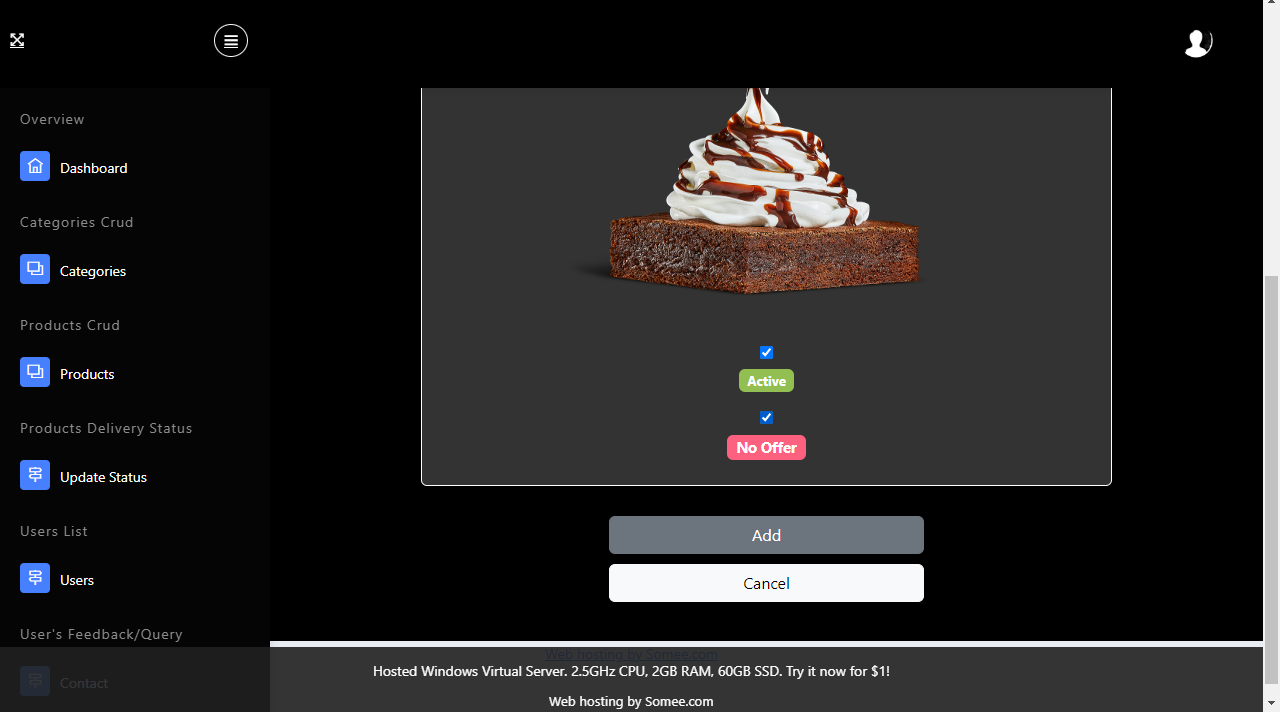 Overview
Dashboard
Categories Crud
Categories
Products Crud
Products
Products Delivery Status
Update Status
Users List
Users
User's Feedback/Query
Contact
Active
No Offer
Add
Cancel
Web hosting by Somee.com
Hosted Windows Virtual Server. 2.5GHz CPU, 2GB RAM, 60GB SSD. Try it now for $1!
Web hosting by Somee.com